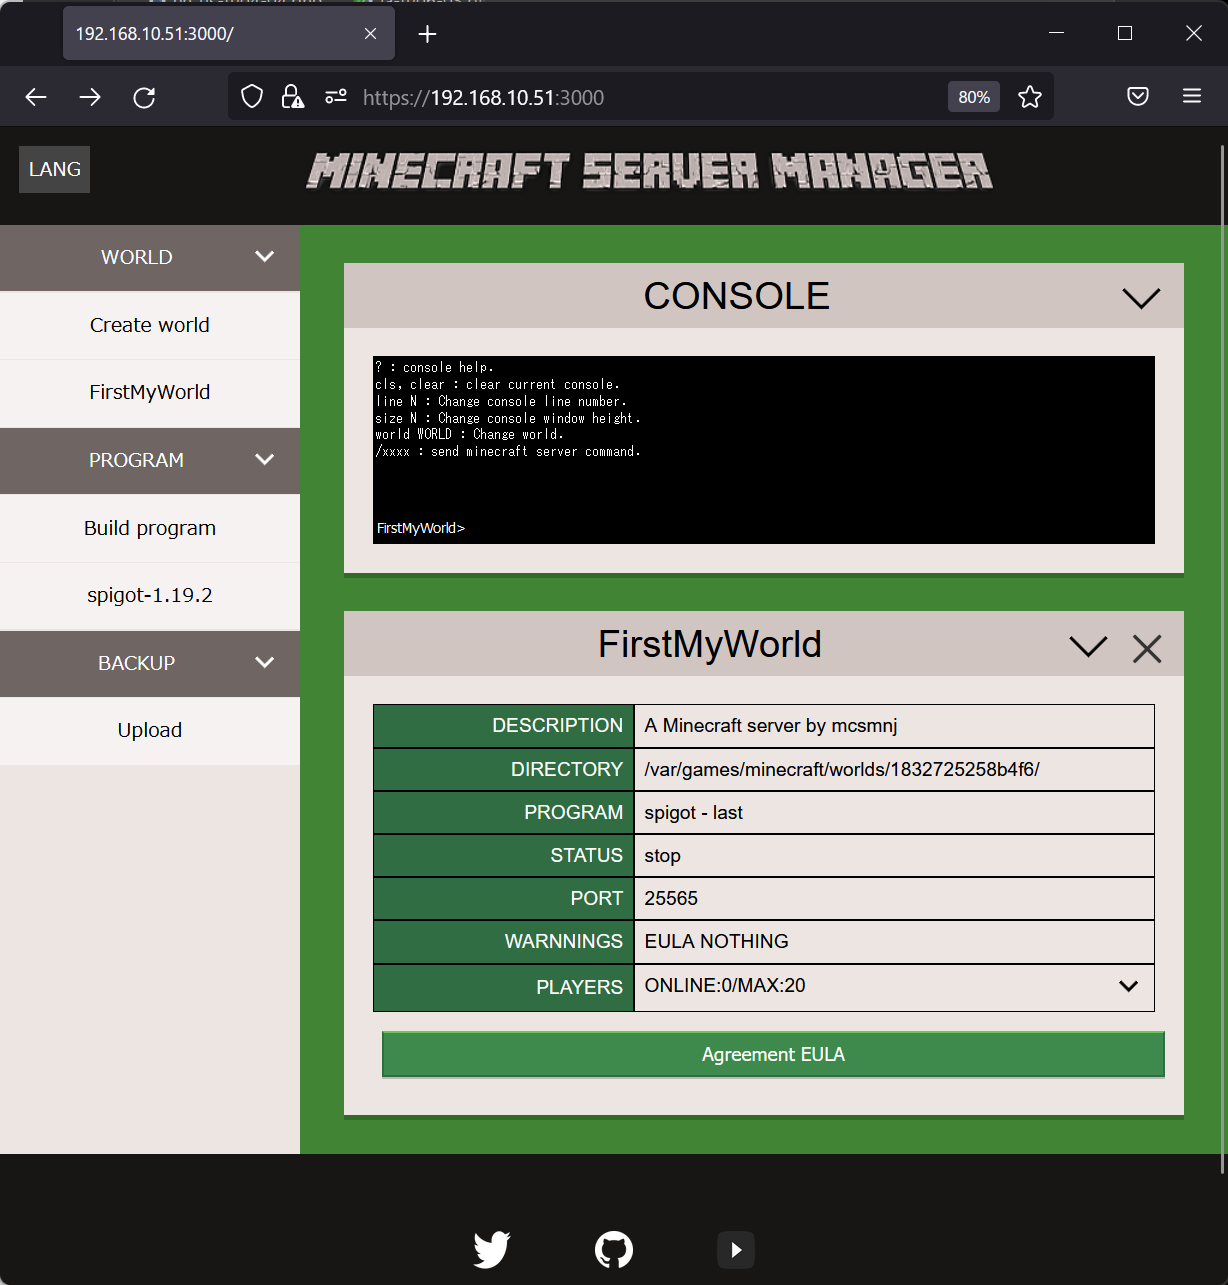 192.168.10.51:3000/
https://192.168.10.51:3000
80%
LANG
MINECRAFT SERVER MANAGER
WORLD
Create world
FirstMyWorld
PROGRAM
Build program
spigot-1.19.2
BACKUP
Upload
CONSOLE
? : console help.
cls, clear : clear current console.
line N : Change console line number.
size N : Change console window height.
world WORLD : Change world.
/xxxx : send minecraft server command.
FirstMyWorld>
FirstMyWorld
DESCRIPTION A Minecraft server by mcsmnj
DIRECTORY /var/games/minecraft/worlds/1832725258b4f6/
PROGRAM spigot - last
STATUS stop
PORT 25565
WARNNINGS EULA NOTHING
PLAYERS ONLINE:0/MAX:20
Agreement EULA